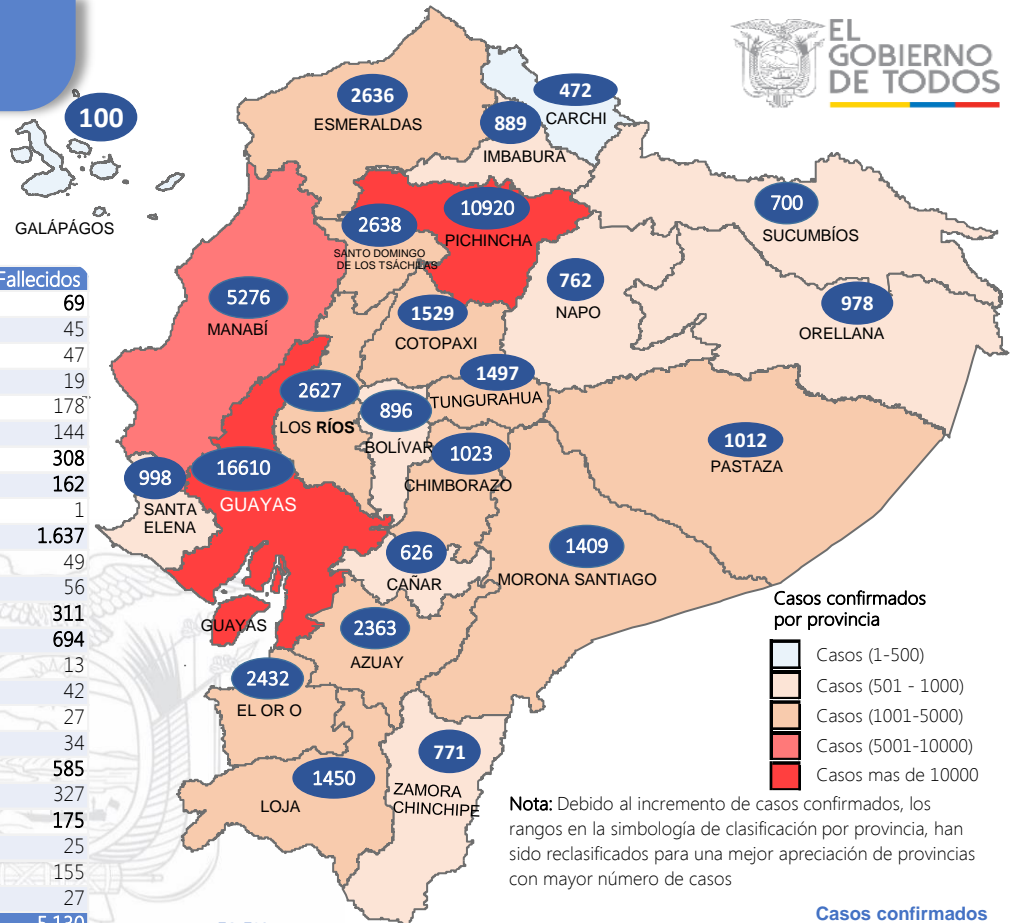 EL
GOBIERNO
DE TODOS
100
GALÁPÁGOS
2636
ESMERALDAS
472
CARCHI
889
IMBABURA
10920
PICHINCHA
2638
SANTO DOMINGO
DE LOS TSÁCHILAS
700
SUCUMBÍOS
5276
MANABÍ
762
NAPO
978
ORELLANA
1529
COTOPAXI
1497
TUNGURAHUA
2627
LOS RÍOS
896
BOLÍVAR
1012
PASTAZA
1023
CHIMBORAZO
998
SANTA
ELENA
16610
GUAYAS
626
CAÑAR
1409
MORONA SANTIAGO
GUAYAS
2363
AZUAY
2432
EL OR O
771
ZAMORA
CHINCHIPE
1450
LOJA
Fallecidos
69
45
47
19
178
144
308
162
1
1.637
49
56
311
694
13
42
27
34
585
327
175
25
155
27
5.130
Casos confirmados
por provincia
Casos (1-500)
Casos (501 - 1000)
Casos (1001-5000)
Casos (5001-10000)
Casos mas de 10000
Nota: Debido al incremento de casos confirmados, los
rangos en la simbología de clasificación por provincia, han
sido reclasificados para una mejor apreciación de provincias
con mayor número de casos
Casos confirmados